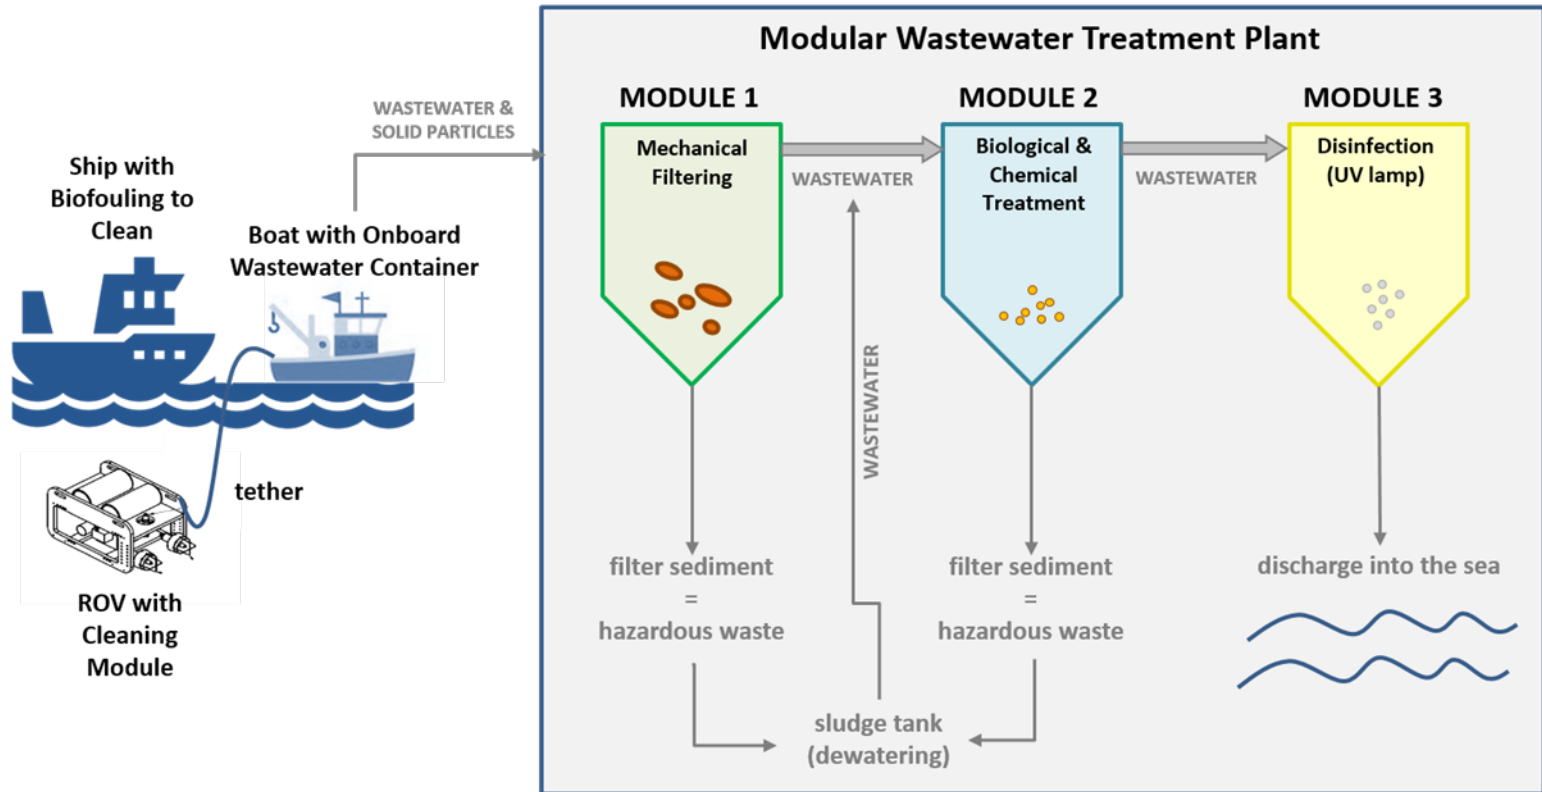 Modular Wastewater Treatment Plant
WASTEWATER &
SOLID PARTICLES
Ship with
Biofouling to
Clean
Boat with Onboard
Wastewater Container
tether
ROV with
Cleaning
Module
MODULE 1
Mechanical
Filtering
WASTEWATER
MODULE 2
Biological &
Chemical
Treatment
WASTEWATER
MODULE 3
Disinfection
(UV lamp)
WASTEWATER
filter sediment
=
hazardous waste
filter sediment
=
hazardous waste
discharge into the sea
sludge tank
(dewatering)